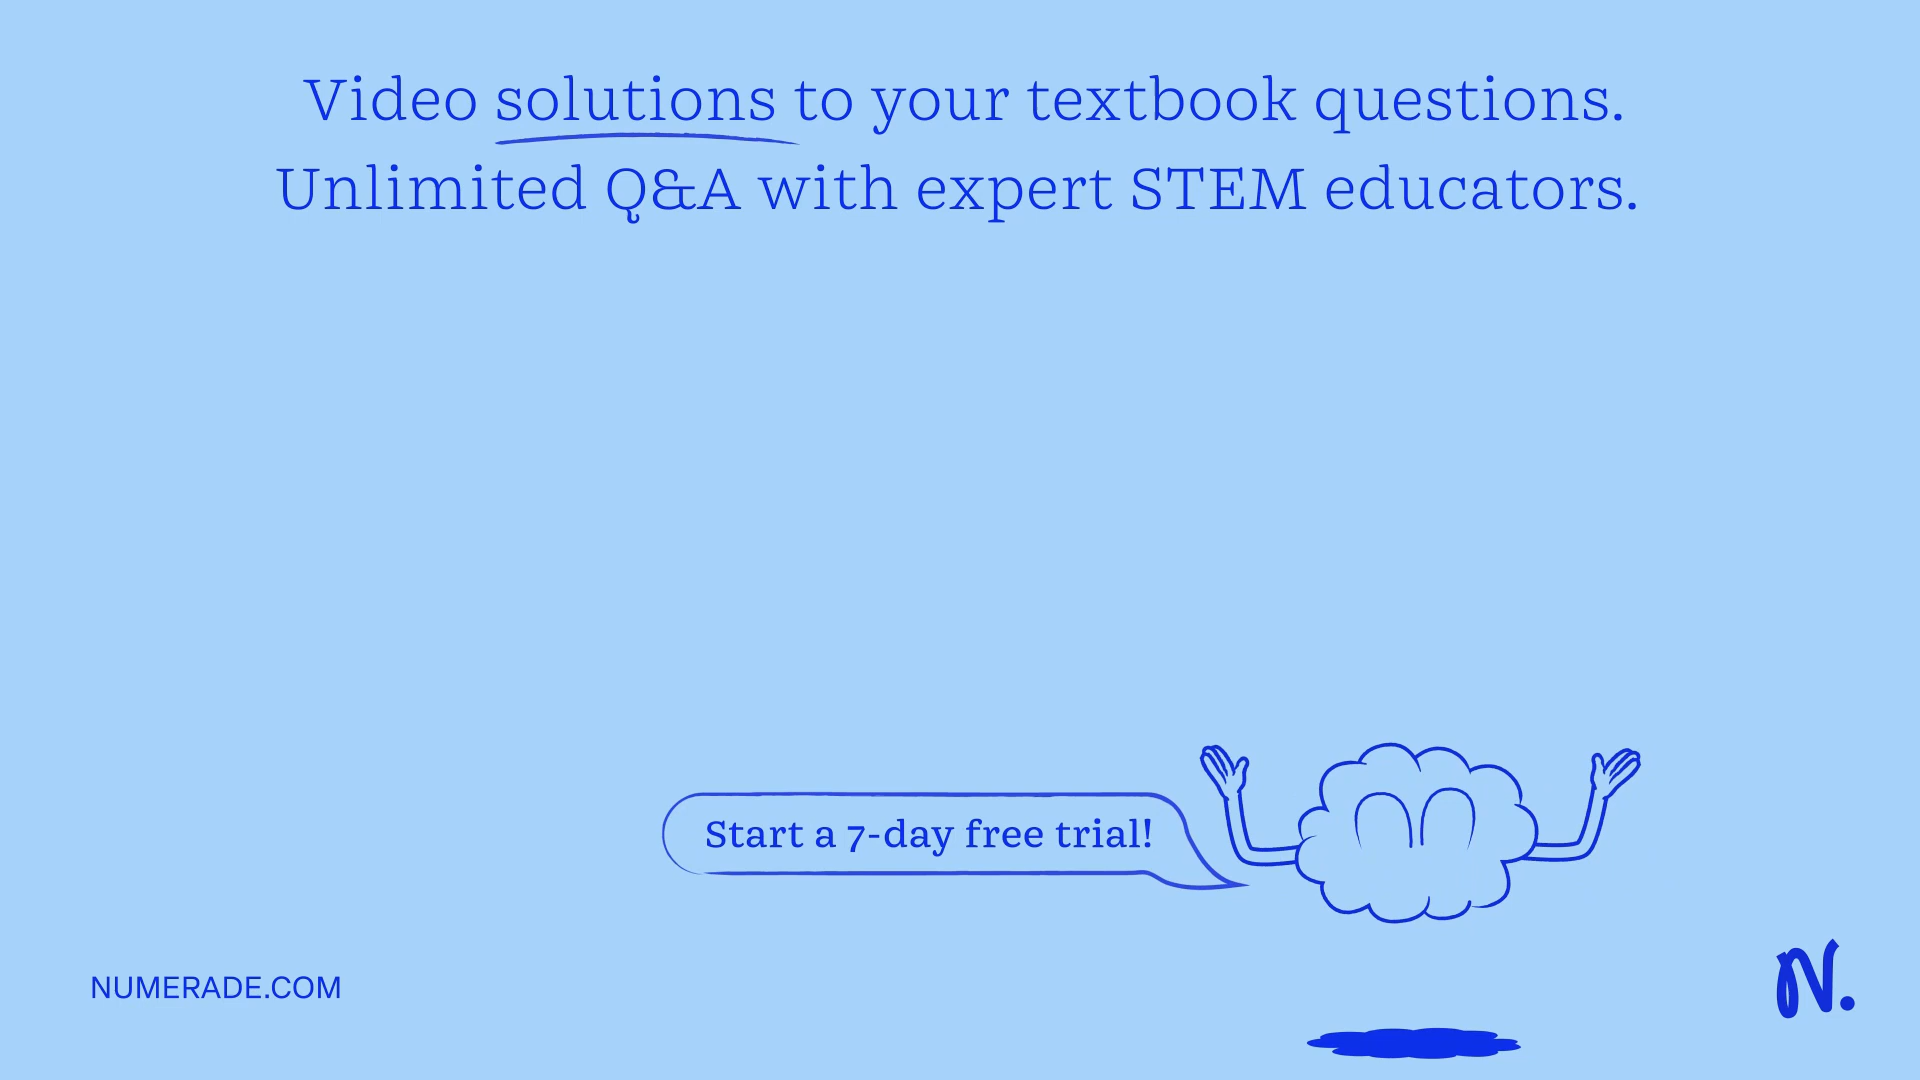 Video solutions to your textbook questions.
Unlimited Q&A with expert STEM educators.
Start a 7-day free trial!
NUMERADE.COM
N.